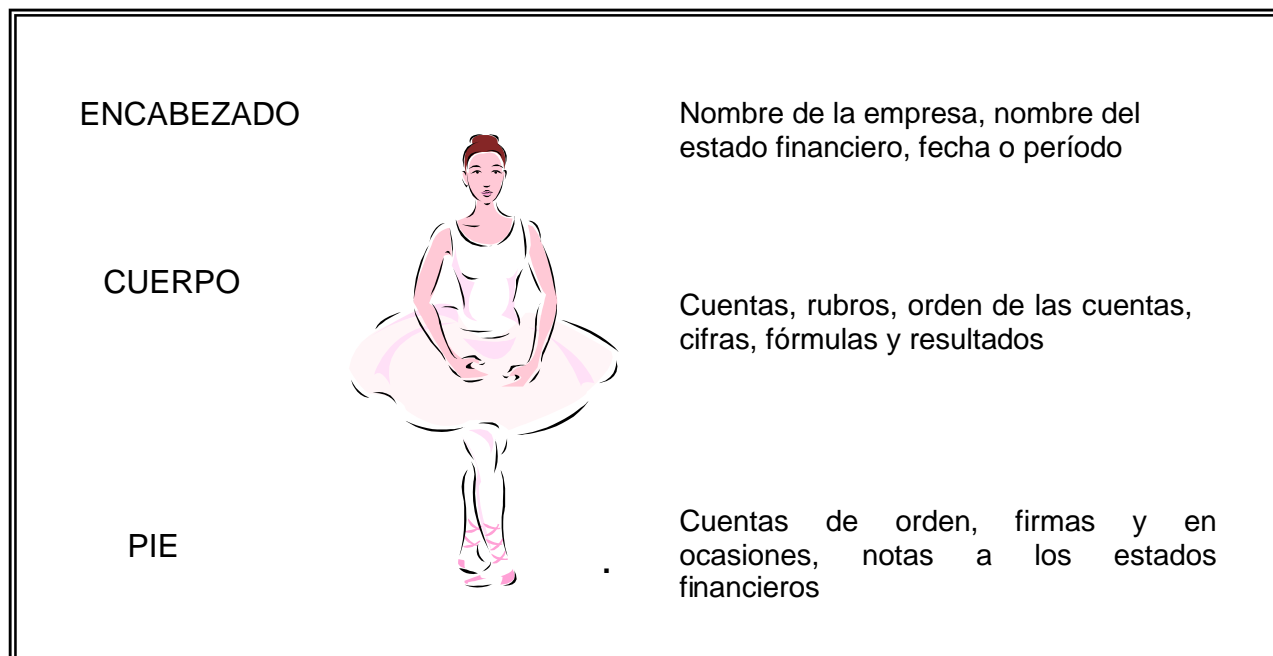 ENCABEZADO
Nombre de la empresa, nombre del
estado financiero, fecha o período
CUERPO
Cuentas, rubros, orden de las cuentas,
cifras, fórmulas y resultados
PIE
.
Cuentas de orden, firmas y en
ocasiones, notas a los estados
financieros